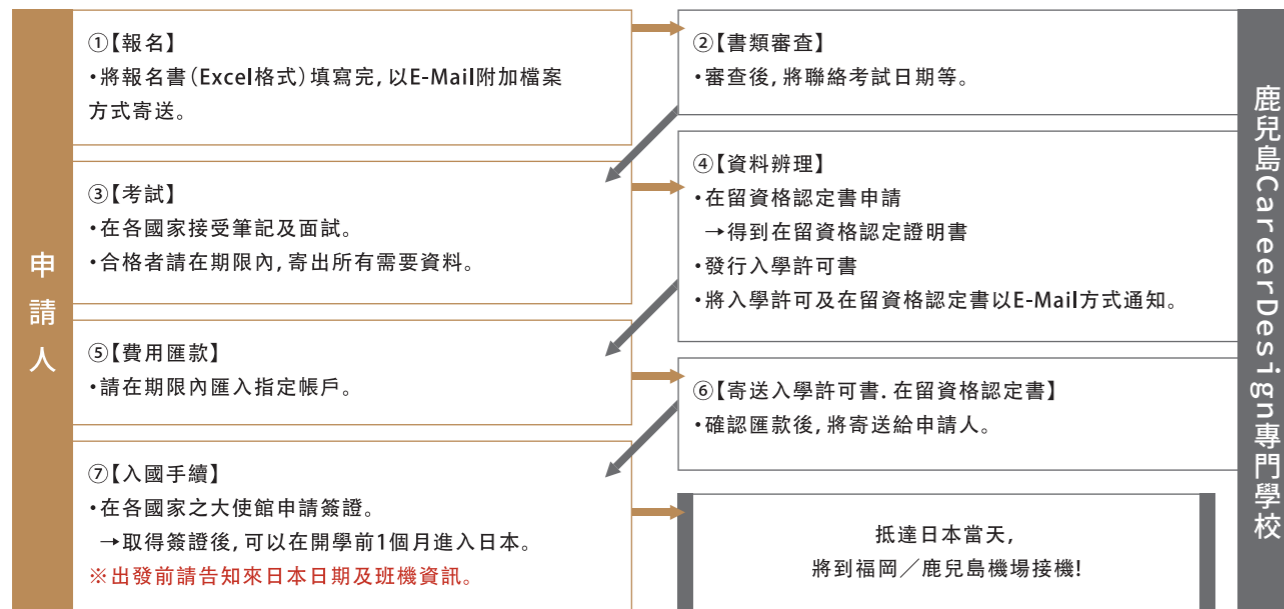 申請人
①【報名】
•將報名書(Excel格式)填寫完,以E-Mail附加檔案
方式寄送。
②【書類審查】
•審查後,將聯絡考試日期等。
③【考試】
•在各國家接受筆記及面試。
•合格者請在期限內,寄出所有需要資料。
④【資料辨理】
•在留資格認定書申請
→得到在留資格認定證明書
•發行入學許可書
•將入學許可及在留資格認定書以E-Mail方式通知。
⑤【費用匯款】
•請在期限內匯入指定帳戶。
⑥【寄送入學許可書.在留資格認定書】
•確認匯款後,將寄送給申請人。
⑦【入國手續】
•在各國家之大使館申請簽證。
→取得簽證後,可以在開學前1個月進入日本。
※出發前請告知來日本日期及班機資訊。
抵達日本當天,
將到福岡／鹿兒島機場接機!
鹿兒島CareerDesign專門學校